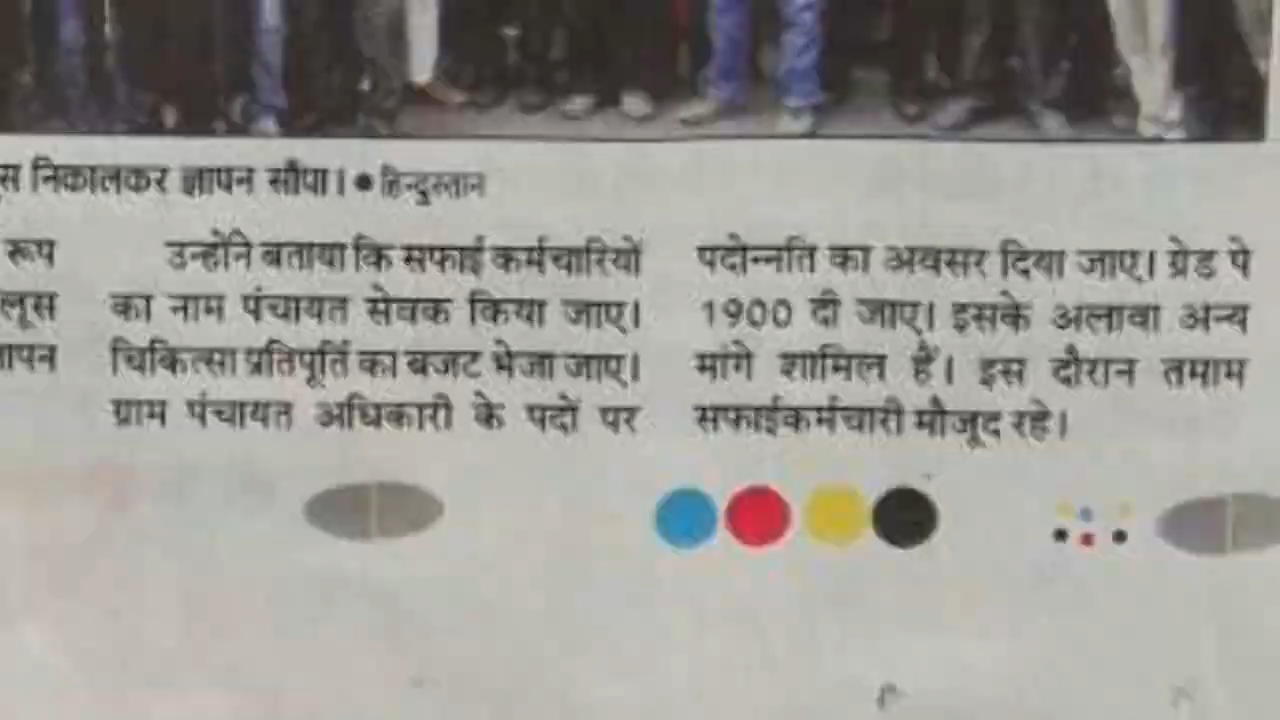 स निकालकर ज्ञापन सौंपा। ● हिन्दुस्तान
रूप
लूस
ापन
उन्होंने बताया कि सफाई कर्मचारियों
का नाम पंचायत सेवक किया जाए।
चिकित्सा प्रतिपूर्ति का बजट भेजा जाए।
ग्राम पंचायत अधिकारी के पदों पर
पदोन्नति का अवसर दिया जाए। ग्रेड पे
1900 दी जाए। इसके अलावा अन्य
मांगे शामिल हैं। इस दौरान तमाम
सफाईकर्मचारी मौजूद रहे।